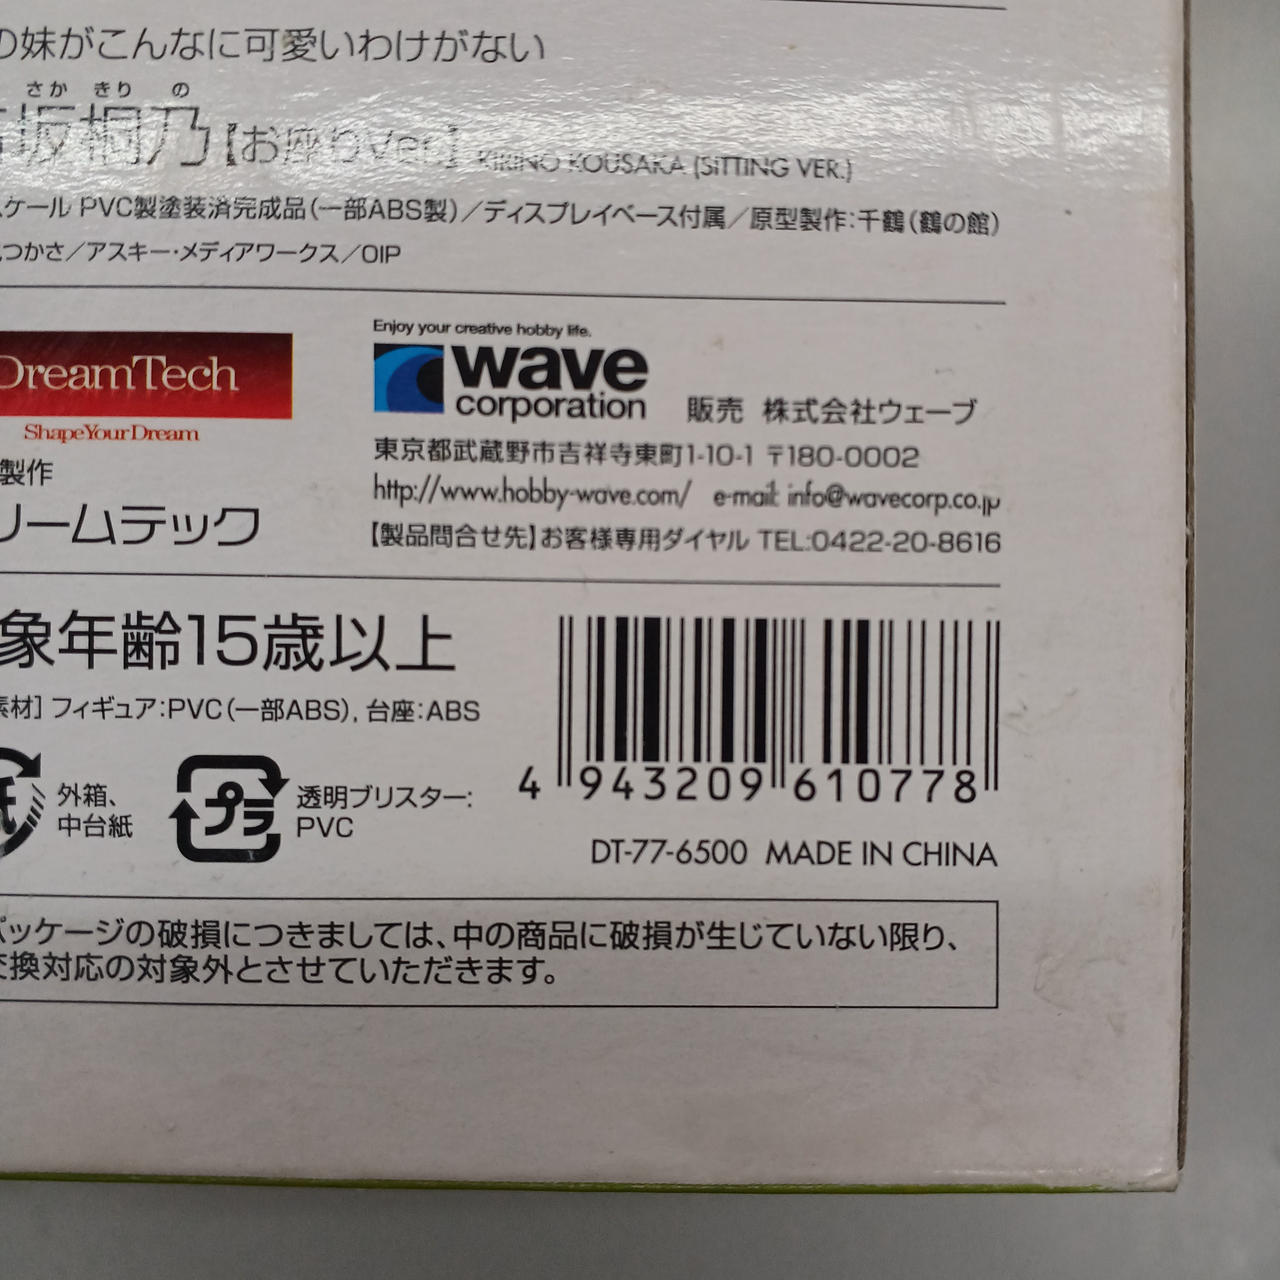 の妹がこんなに可愛いわけがない
さか きり の
坂桐乃【お座りVer.】 KIRINO KOUSAKA (SITTING VER.)
スケール PVC製塗装済完成品(一部ABS製)/ディスプレイベース付属/原型製作:千鶴(鶴の館)
つかさ/アスキー・メディアワークス/OIP
DreamTech
Shape Your Dream
製作
リームテック
Enjoy your creative hobby life.
wave
corporation
販売 株式会社ウェーブ
東京都武蔵野市吉祥寺東町1-10-1 〒180-0002
http://www.hobby-wave.com/ e-mail: info@wavecorp.co.jp
【製品問合せ先】お客様専用ダイヤル TEL:0422-20-8616
象年齢15歳以上
素材] フィギュア:PVC(一部ABS), 台座:ABS
紙
外箱、
中台紙
プラ
透明ブリスター:
PVC
4 943209 610778
DT-77-6500 MADE IN CHINA
パッケージの破損につきましては、中の商品に破損が生じていない限り、
交換対応の対象外とさせていただきます。